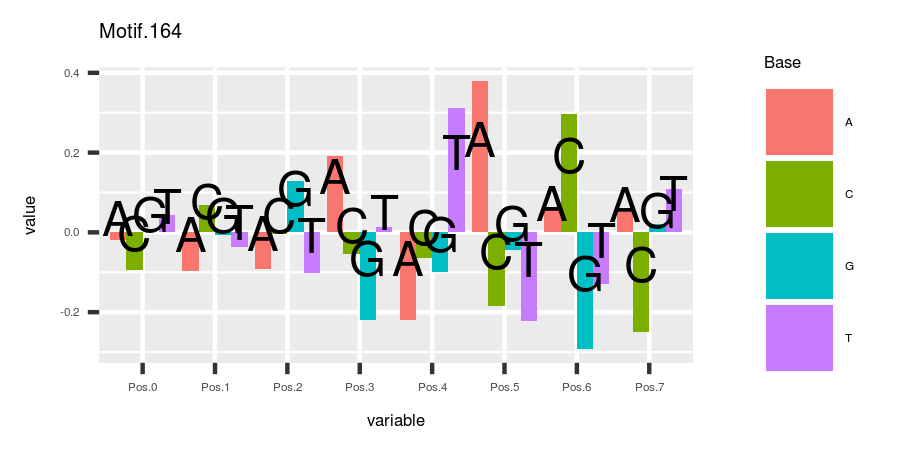 Motif.164
Base
0.4
0.2
0.0
-0.2
value
A C G T A C G T A C G T A C G T A C G T A C G T A C G T A C G T
Pos.0 Pos.1 Pos.2 Pos.3 Pos.4 Pos.5 Pos.6 Pos.7
variable
A
C
G
T